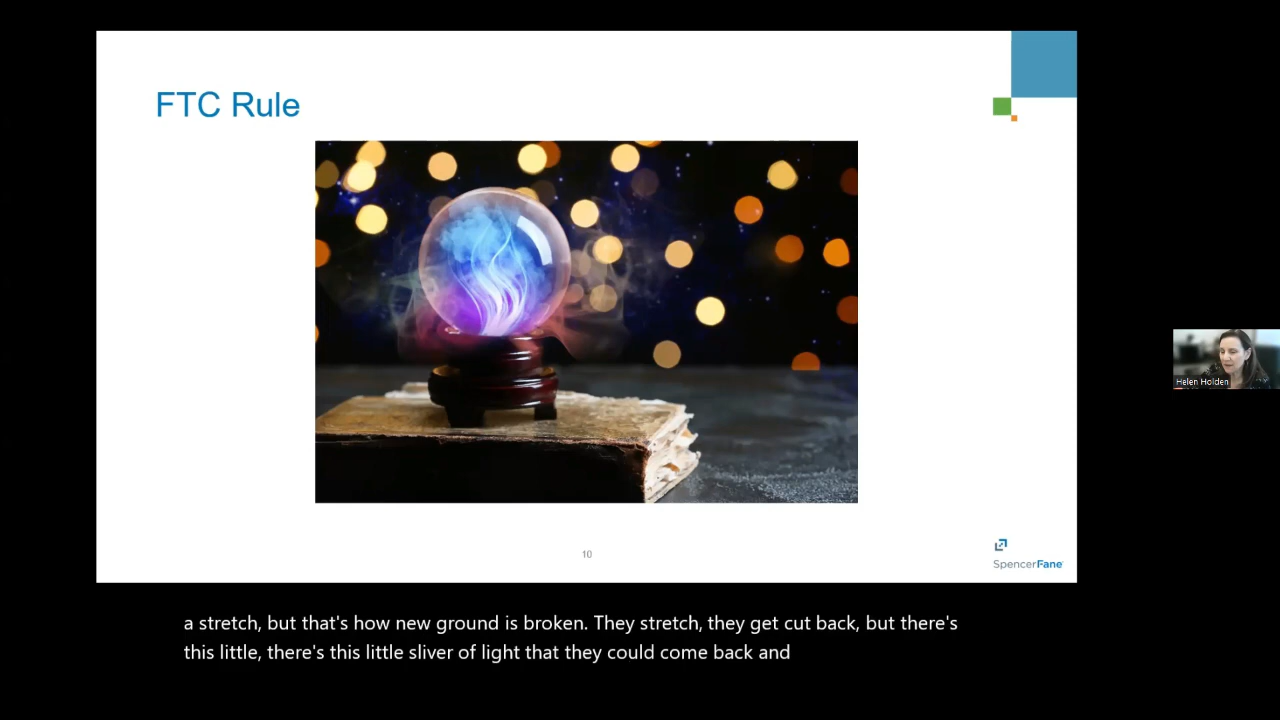 FTC Rule
Helen Holden
10
SpencerFane
a stretch, but that's how new ground is broken. They stretch, they get cut back, but there's
this little, there's this little sliver of light that they could come back and